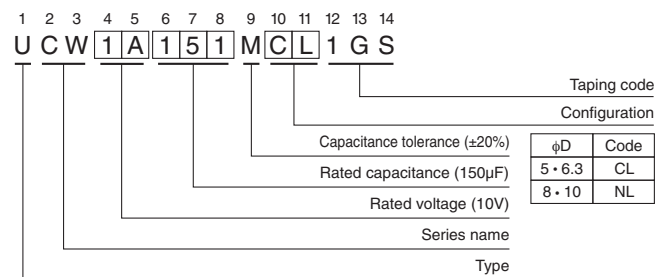 1 2 3 4 5 6 7 8 9 10 11 12 13 14
U C W 1 A 1 5 1 M C L 1 G S
Taping code
Configuration
Capacitance tolerance (±20%)
Rated capacitance (150µF)
Rated voltage (10V)
Series name
Type
ϕD Code
5 • 6.3 CL
8 • 10 NL